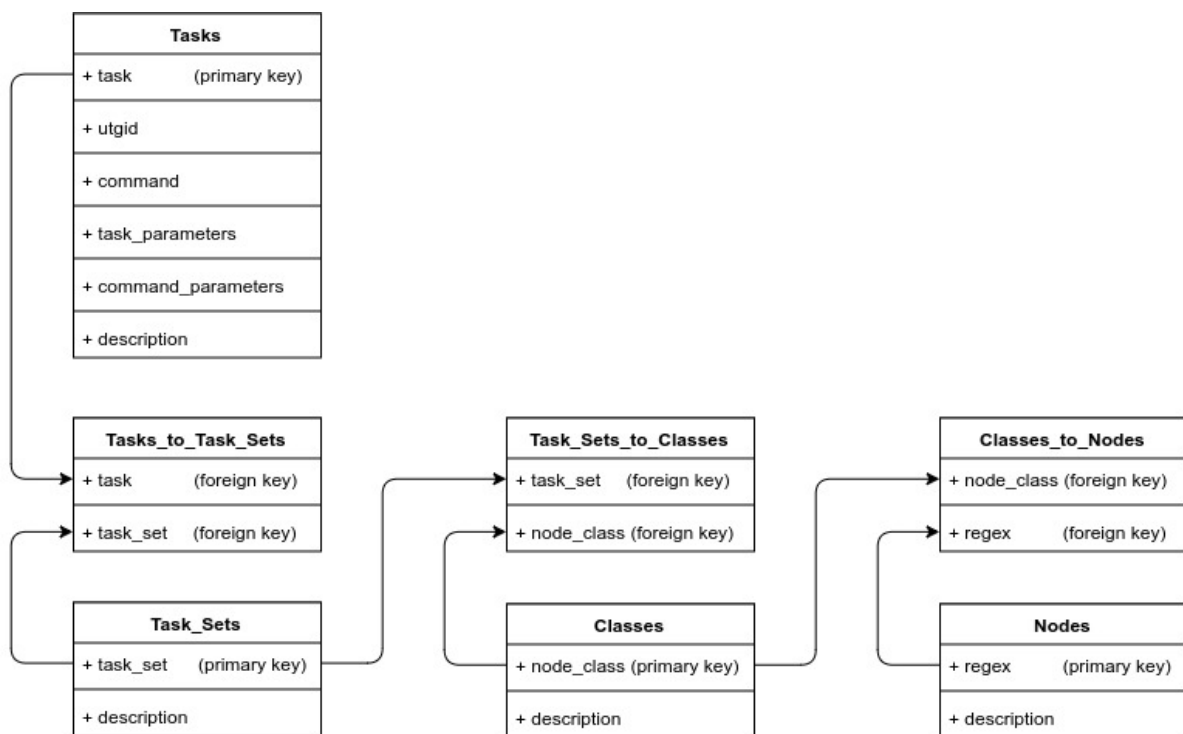 Tasks
+ task (primary key)
+ utgid
+ command
+ task_parameters
+ command_parameters
+ description
Tasks_to_Task_Sets
+ task (foreign key)
+ task_set (foreign key)
Task_Sets_to_Classes
+ task_set (foreign key)
+ node_class (foreign key)
Classes_to_Nodes
+ node_class (foreign key)
+ regex (foreign key)
Task_Sets
+ task_set (primary key)
+ description
Classes
+ node_class (primary key)
+ description
Nodes
+ regex (primary key)
+ description